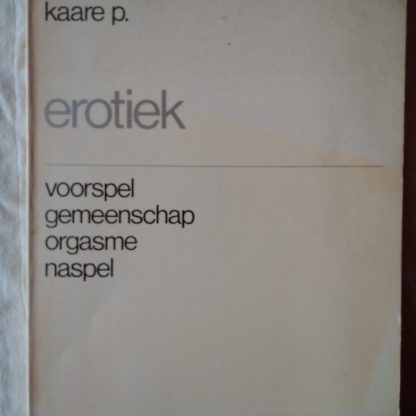 kaare p.
erotiek
voorspel
gemeenschap
orgasme
naspel